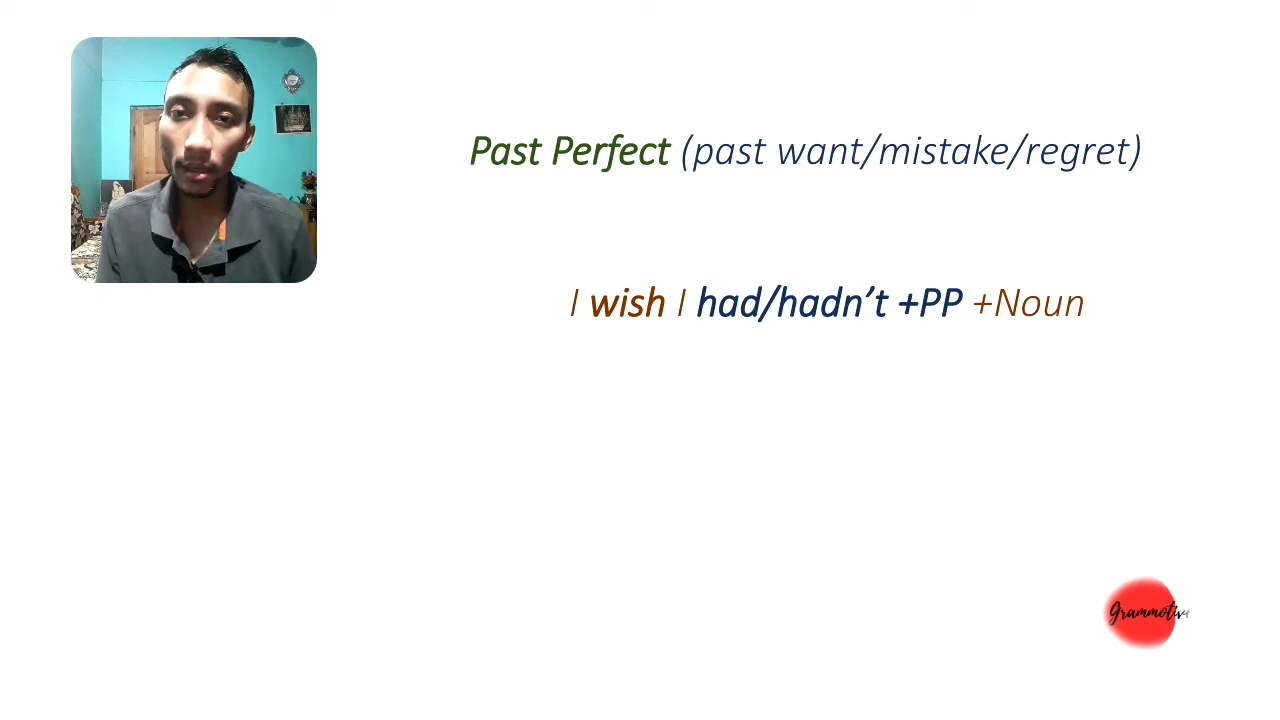 Past Perfect (past want/mistake/regret)
I wish I had/hadn’t +PP +Noun